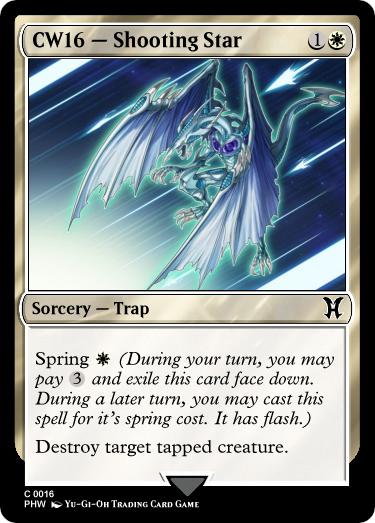 CW16 — Shooting Star 1
Sorcery — Trap
Spring (During your turn, you may
pay 3 and exile this card face down.
During a later turn, you may cast this
spell for it's spring cost. It has flash.)
Destroy target tapped creature.
C 0016
PHW Yu-Gi-Oh Trading Card Game